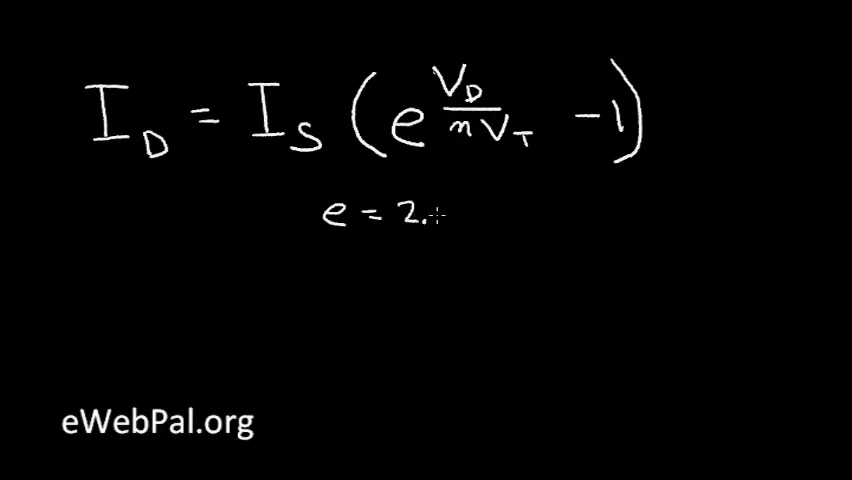 I_D = I_S (e^(V_D/nV_T) - 1)
e = 2.
eWebPal.org